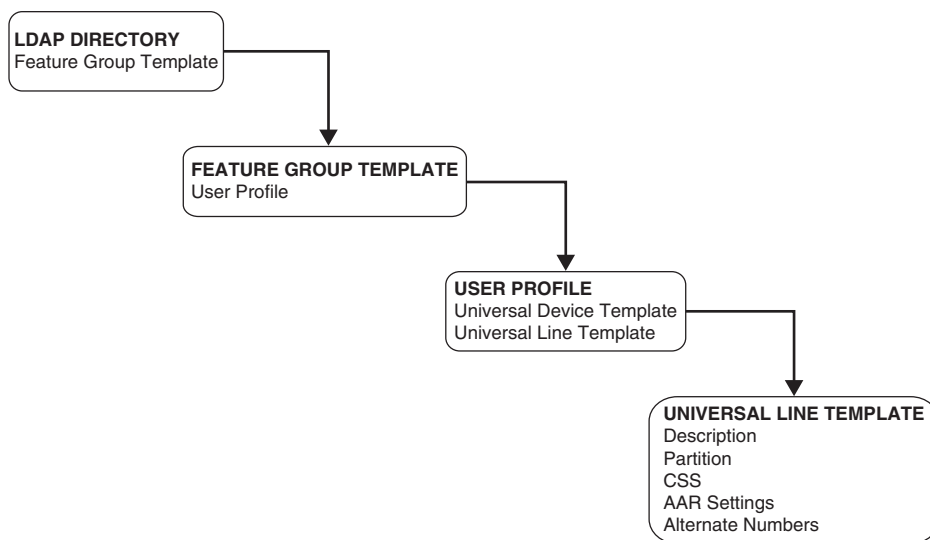 LDAP DIRECTORY
Feature Group Template
FEATURE GROUP TEMPLATE
User Profile
USER PROFILE
Universal Device Template
Universal Line Template
UNIVERSAL LINE TEMPLATE
Description
Partition
CSS
AAR Settings
Alternate Numbers